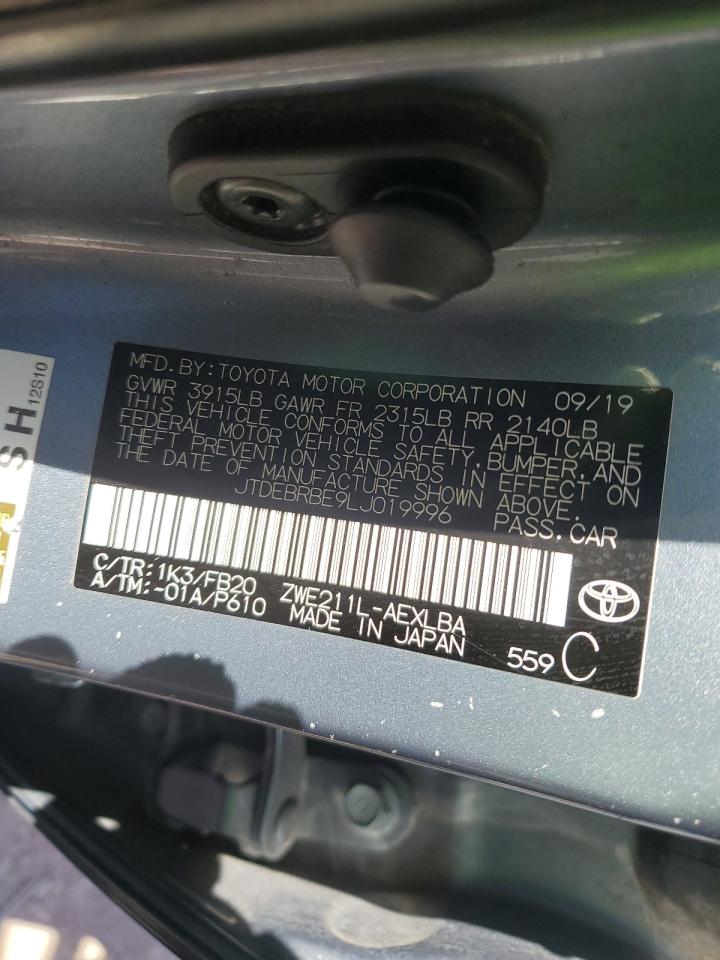 MFD. BY: TOYOTA MOTOR CORPORATION 09/19
GVWR 3915LB GAWR FR 2315LB RR 2140LB
THIS VEHICLE CONFORMS TO ALL APPLICABLE
FEDERAL MOTOR VEHICLE SAFETY, BUMPER, AND
THEFT PREVENTION STANDARDS IN EFFECT ON
THE DATE OF MANUFACTURE SHOWN ABOVE.
JTDEBRBE9LJ019996 PASS. CAR
C/TR: 1K3/FB20 ZWE211L-AEXLBA
A/TM: -01A/P610 MADE IN JAPAN
559 C
S H
12S10